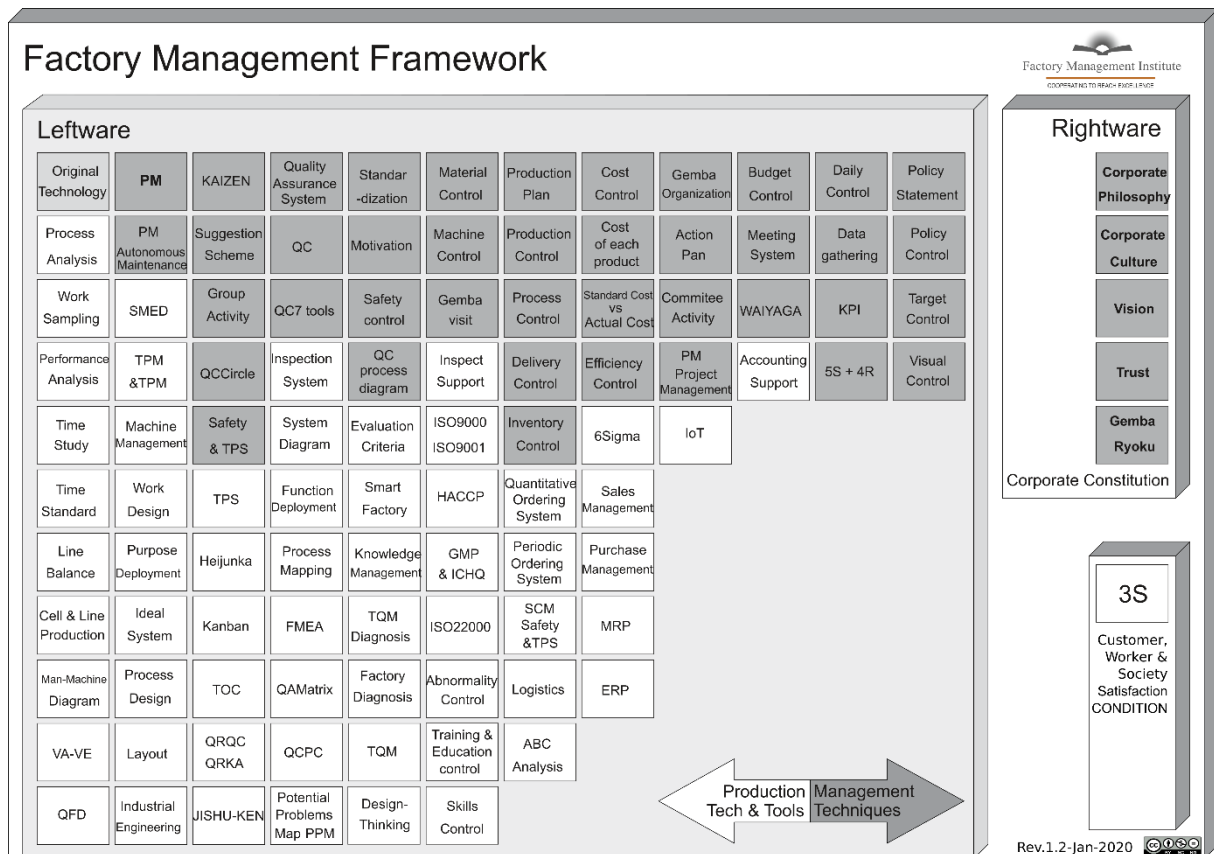 Factory Management Framework
Factory Management Institute
COOPERATING TO REACH EXCELLENCE
Leftware
Original
Technology
PM
KAIZEN
Quality
Assurance
System
Standar
-dization
Material
Control
Production
Plan
Cost
Control
Gemba
Organization
Budget
Control
Daily
Control
Policy
Statement
Process
Analysis
PM
Autonomous
Maintenance
Suggestion
Scheme
QC
Motivation
Machine
Control
Production
Control
Cost
of each
product
Action
Pan
Meeting
System
Data
gathering
Policy
Control
Work
Sampling
SMED
Group
Activity
QC7 tools
Safety
control
Gemba
visit
Process
Control
Standard Cost
vs
Actual Cost
Commitee
Activity
WAIYAGA
KPI
Target
Control
Performance
Analysis
TPM
&TPM
QCCircle
Inspection
System
QC
process
diagram
Inspect
Support
Delivery
Control
Efficiency
Control
PM
Project
Management
Accounting
Support
5S + 4R
Visual
Control
Time
Study
Machine
Management
Safety
& TPS
System
Diagram
Evaluation
Criteria
ISO9000
ISO9001
Inventory
Control
6Sigma
IoT
Time
Standard
Work
Design
TPS
Function
Deployment
Smart
Factory
HACCP
Quantitative
Ordering
System
Sales
Management
Line
Balance
Purpose
Deployment
Heijunka
Process
Mapping
Knowledge
Management
GMP
& ICHQ
Periodic
Ordering
System
Purchase
Management
Cell & Line
Production
Ideal
System
Kanban
FMEA
TQM
Diagnosis
ISO22000
SCM
Safety
&TPS
MRP
Man-Machine
Diagram
Process
Design
TOC
QAMatrix
Factory
Diagnosis
Abnormality
Control
Logistics
ERP
VA-VE
Layout
QRQC
QRKA
QCPC
TQM
Training &
Education
control
ABC
Analysis
QFD
Industrial
Engineering
JISHU-KEN
Potential
Problems
Map PPM
Design-
Thinking
Skills
Control
Production
Tech & Tools
Management
Techniques
Rightware
Corporate
Philosophy
Corporate
Culture
Vision
Trust
Gemba
Ryoku
Corporate Constitution
3S
Customer,
Worker &
Society
Satisfaction
CONDITION
Rev.1.2-Jan-2020